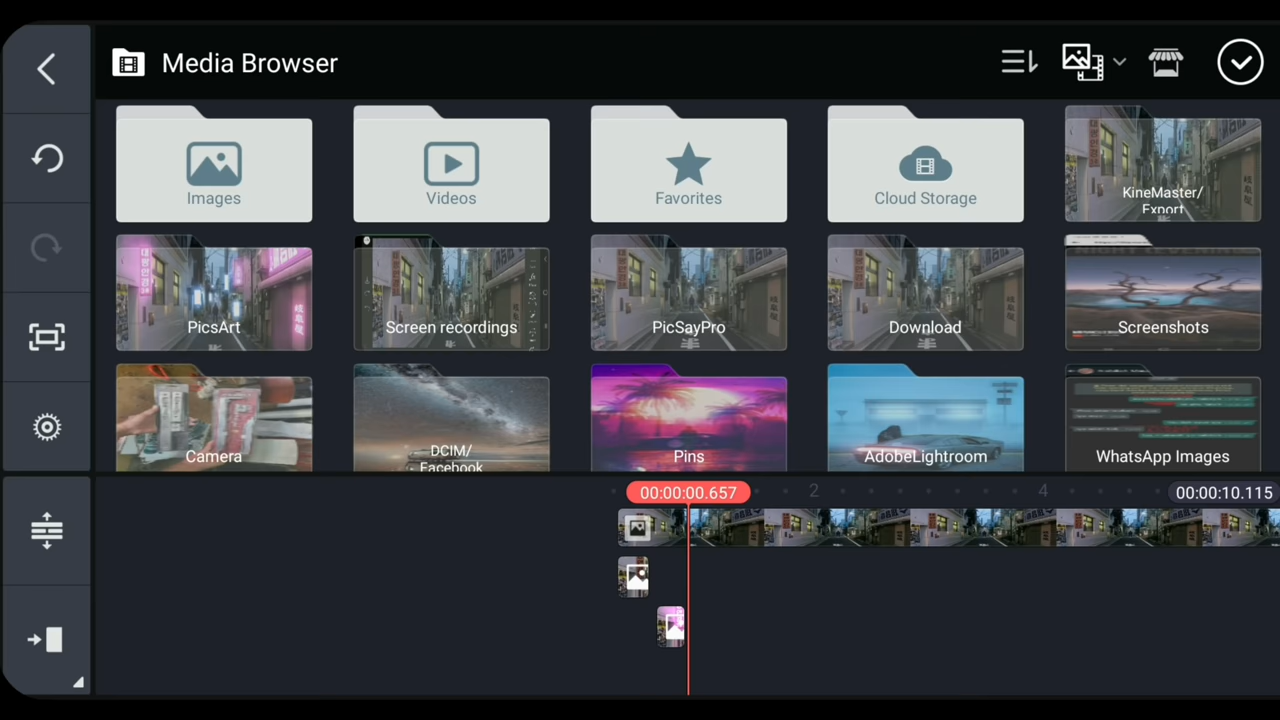 Media Browser
Images
Videos
Favorites
Cloud Storage
KineMaster/
Export
PicsArt
Screen recordings
PicSayPro
Download
Screenshots
Camera
DCIM/
Facebook
Pins
AdobeLightroom
WhatsApp Images
00:00:00.657
2
4
00:00:10.115